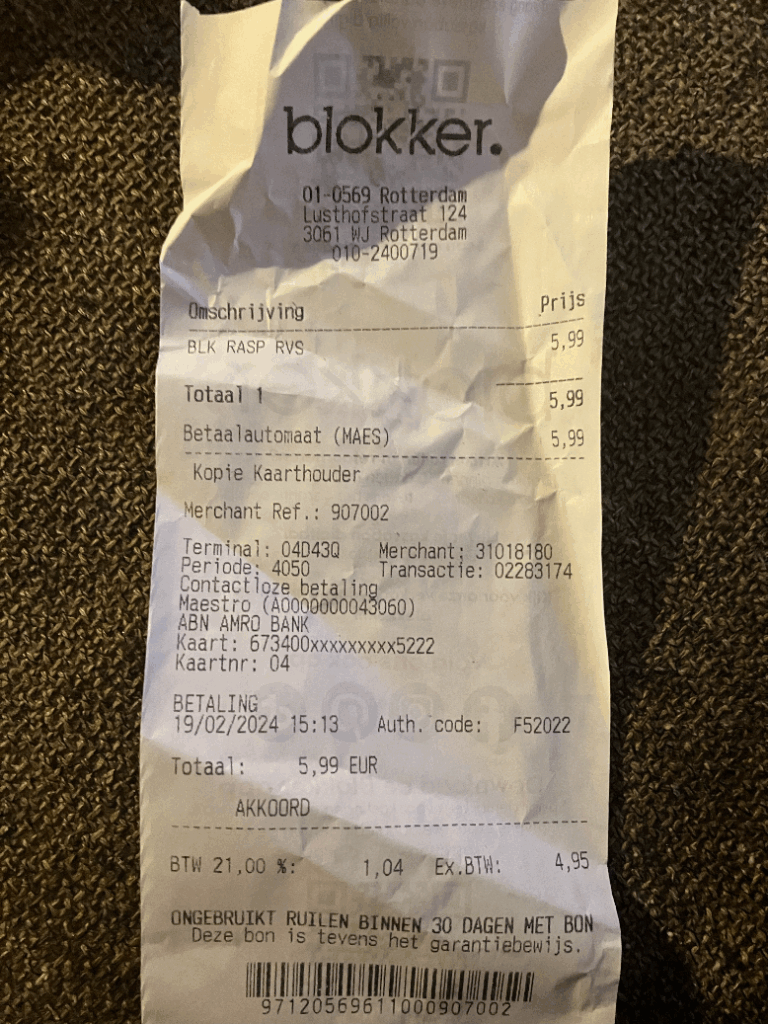 blokker.
01-0569 Rotterdam
Lusthofstraat 124
3061 WJ Rotterdam
010-2400719
Omschrijving Prijs
BLK RASP RVS 5,99
Totaal 1 5,99
Betaalautomaat (MAES) 5,99
Kopie Kaarthouder
Merchant Ref.: 907002
Terminal: 04D43Q Merchant: 31018180
Periode: 4050 Transactie: 02283174
Contactloze betaling
Maestro (A0000000043060)
ABN AMRO BANK
Kaart: 673400xxxxxxxxx5222
Kaartnr: 04
BETALING
19/02/2024 15:13 Auth. code: F52022
Totaal: 5,99 EUR
AKKOORD
BTW 21,00 %: 1,04 Ex.BTW: 4,95
ONGEBRUIKT RUILEN BINNEN 30 DAGEN MET BON
Deze bon is tevens het garantiebewijs.
971205696110009070​02